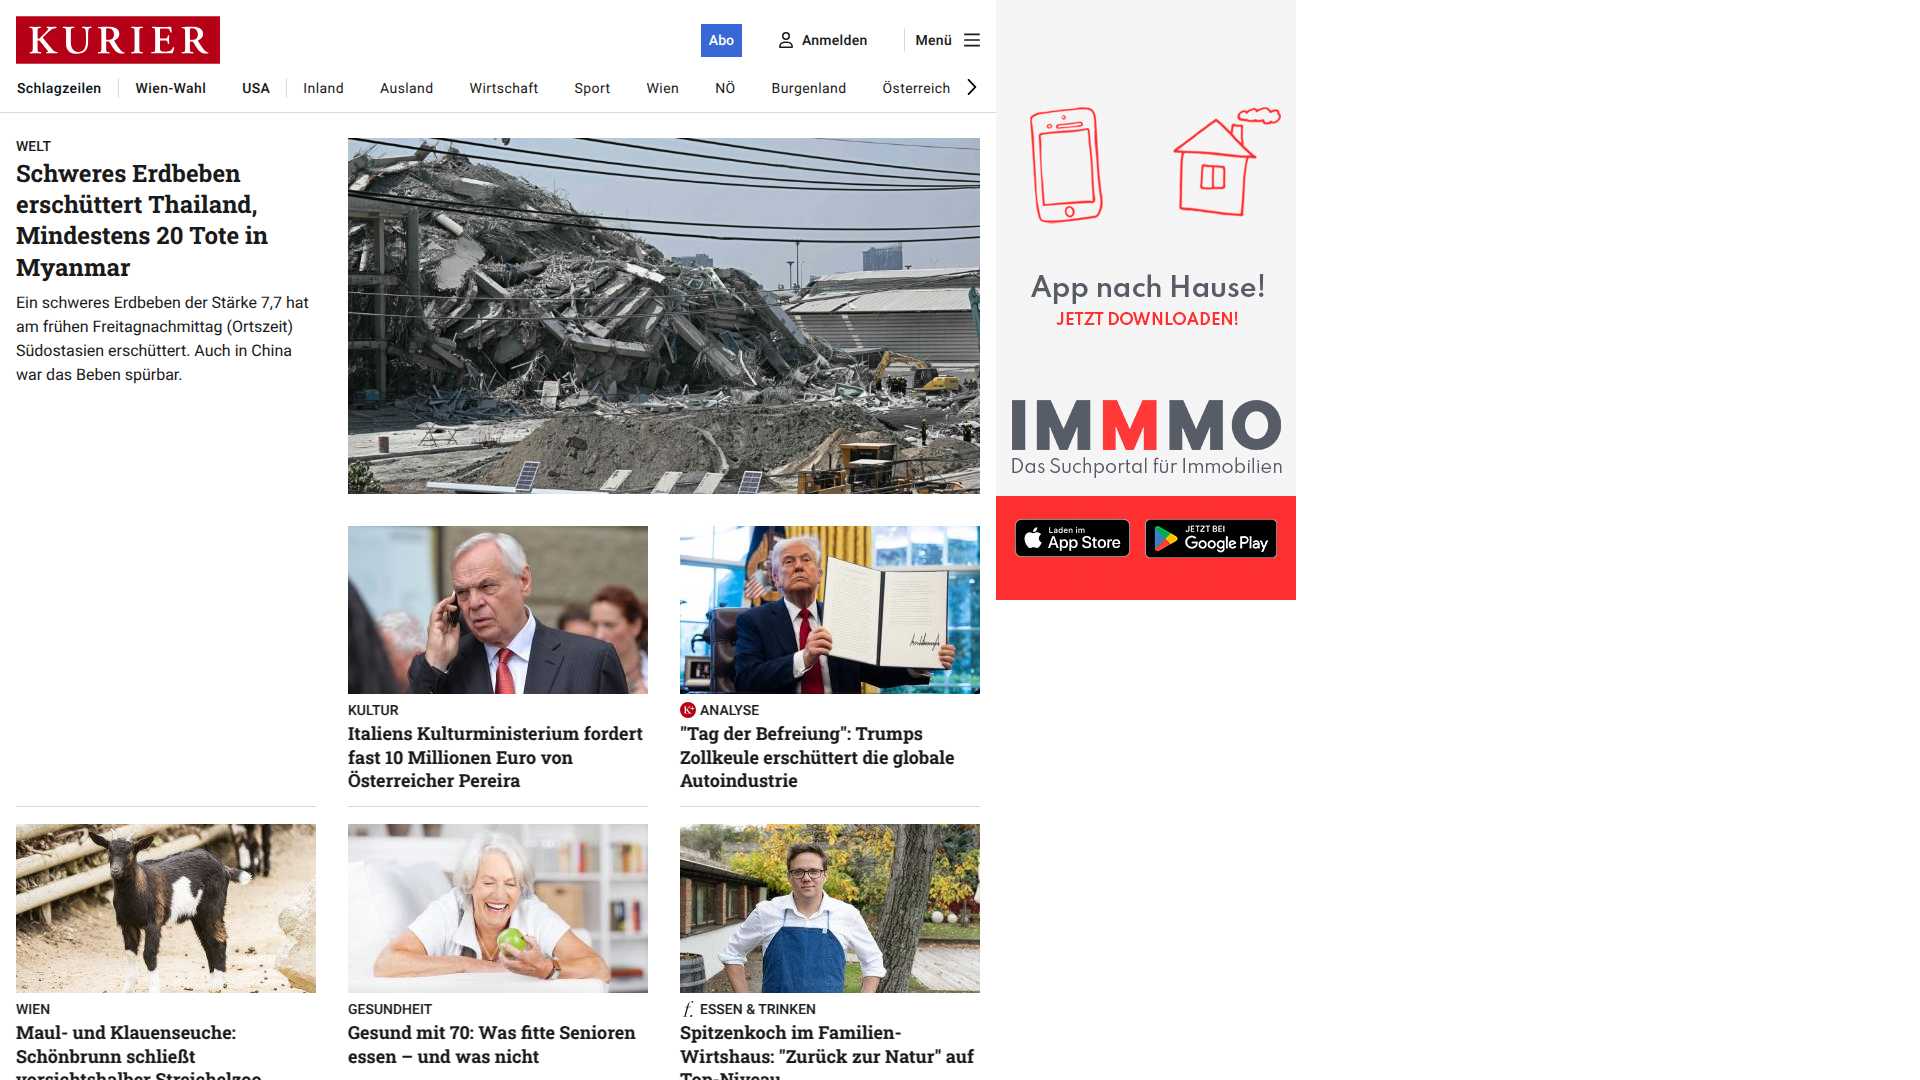 KURIER
Abo
Anmelden
Menü
Schlagzeilen
Wien-Wahl
USA
Inland
Ausland
Wirtschaft
Sport
Wien
NÖ
Burgenland
Österreich
WELT
Schweres Erdbeben
erschüttert Thailand,
Mindestens 20 Tote in
Myanmar
Ein schweres Erdbeben der Stärke 7,7 hat
am frühen Freitagnachmittag (Ortszeit)
Südostasien erschüttert. Auch in China
war das Beben spürbar.
KULTUR
Italiens Kulturministerium fordert
fast 10 Millionen Euro von
Österreicher Pereira
K+ ANALYSE
"Tag der Befreiung": Trumps
Zollkeule erschüttert die globale
Autoindustrie
WIEN
Maul- und Klauenseuche:
Schönbrunn schließt
vorsichtshalber Streichelzoo
GESUNDHEIT
Gesund mit 70: Was fitte Senioren
essen – und was nicht
f. ESSEN & TRINKEN
Spitzenkoch im Familien-
Wirtshaus: "Zurück zur Natur" auf
Top-Niveau
App nach Hause!
JETZT DOWNLOADEN!
IMMMO
Das Suchportal für Immobilien
Laden im
App Store
JETZT BEI
Google Play